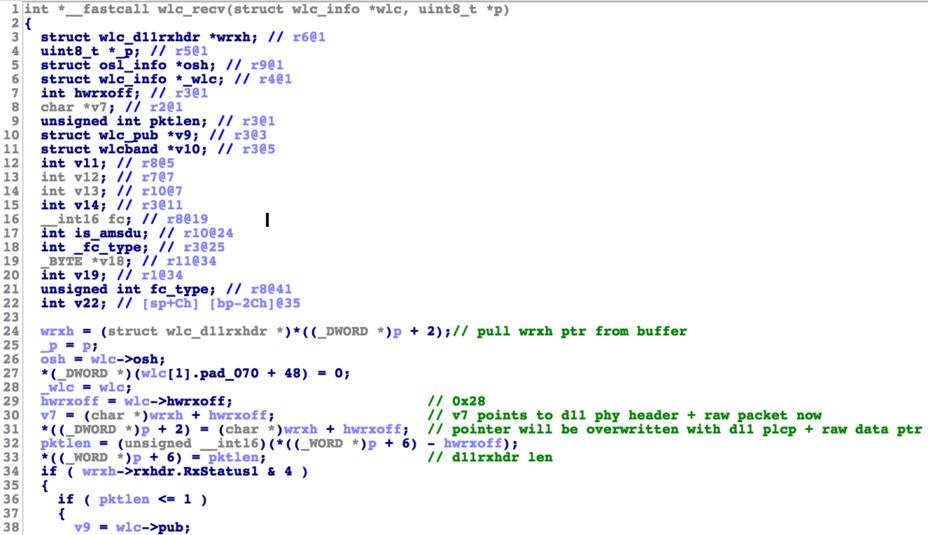 1 int *__fastcall wlc_recv(struct wlc_info *wlc, uint8_t *p)
2 {
3 struct wlc_d11rxhdr *wrxh; // r6@1
4 uint8_t *_p; // r5@1
5 struct osl_info *osh; // r9@1
6 struct wlc_info *_wlc; // r4@1
7 int hwrxoff; // r3@1
8 char *v7; // r2@1
9 unsigned int pktlen; // r3@1
10 struct wlc_pub *v9; // r3@3
11 struct wlcband *v10; // r3@5
12 int v11; // r8@5
13 int v12; // r7@7
14 int v13; // r10@7
15 int v14; // r3@11
16 __int16 fc; // r8@19
17 int is_amsdu; // r10@24
18 int _fc_type; // r3@25
19 _BYTE *v18; // r11@34
20 int v19; // r1@34
21 unsigned int fc_type; // r8@41
22 int v22; // [sp+Ch] [bp-2Ch]@35
23
24 wrxh = (struct wlc_d11rxhdr *)*((_DWORD *)p + 2);// pull wrxh ptr from buffer
25 _p = p;
26 osh = wlc->osh;
27 *(_DWORD *)(wlc[1].pad_070 + 48) = 0;
28 _wlc = wlc;
29 hwrxoff = wlc->hwrxoff; // 0x28
30 v7 = (char *)wrxh + hwrxoff; // v7 points to d11 phy header + raw packet now
31 *((_DWORD *)p + 2) = (char *)wrxh + hwrxoff; // pointer will be overwritten with d11 plcp + raw data ptr
32 pktlen = (unsigned __int16)(*((_WORD *)p + 6) - hwrxoff);
33 *((_WORD *)p + 6) = pktlen; // d11rxhdr len
34 if ( wrxh->rxhdr.RxStatus1 & 4 )
35 {
36 if ( pktlen <= 1 )
37 {
38 v9 = wlc->pub;